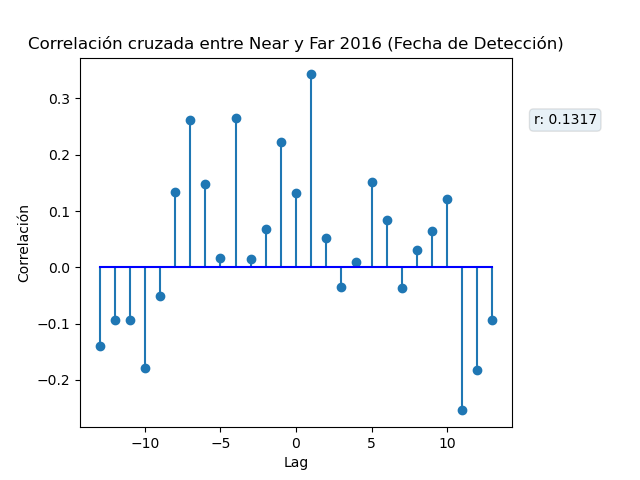 Correlación cruzada entre Near y Far 2016 (Fecha de Detección)
r: 0.1317
Correlación
0.3
0.2
0.1
0.0
−0.1
−0.2
−10
−5
0
5
10
Lag